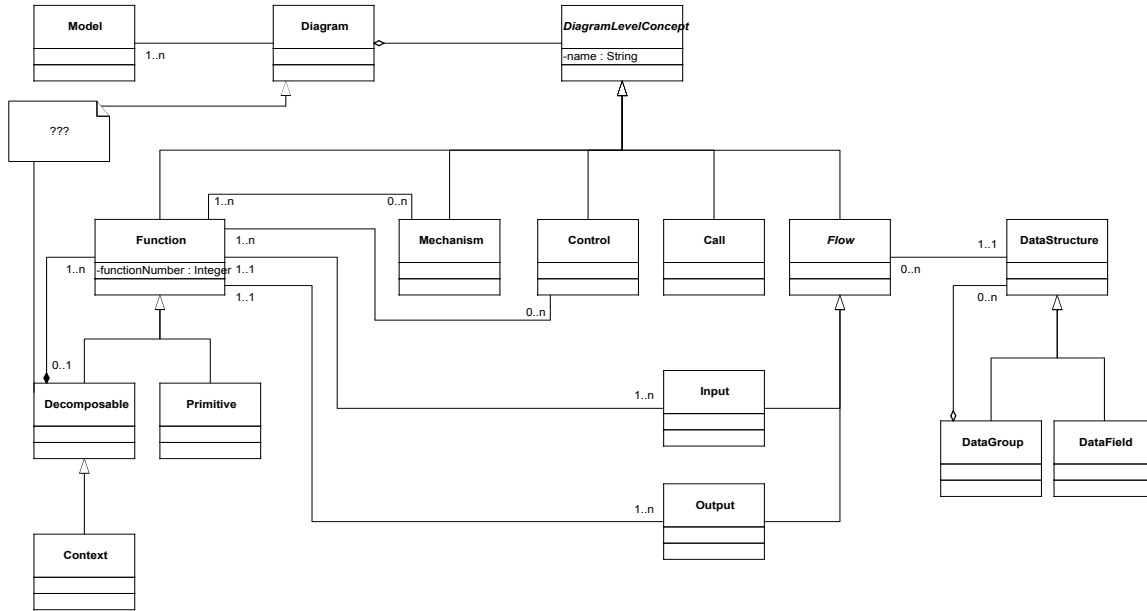 Model
Diagram
DiagramLevelConcept
-name : String
1..n
???
1..n
0..n
Function
-functionNumber : Integer
1..n
1..n
1..1
1..1
Mechanism
Control
Call
Flow
1..1
0..n
DataStructure
0..n
0..n
0..1
Decomposable
Primitive
1..n
Input
DataGroup
DataField
1..n
Output
Context